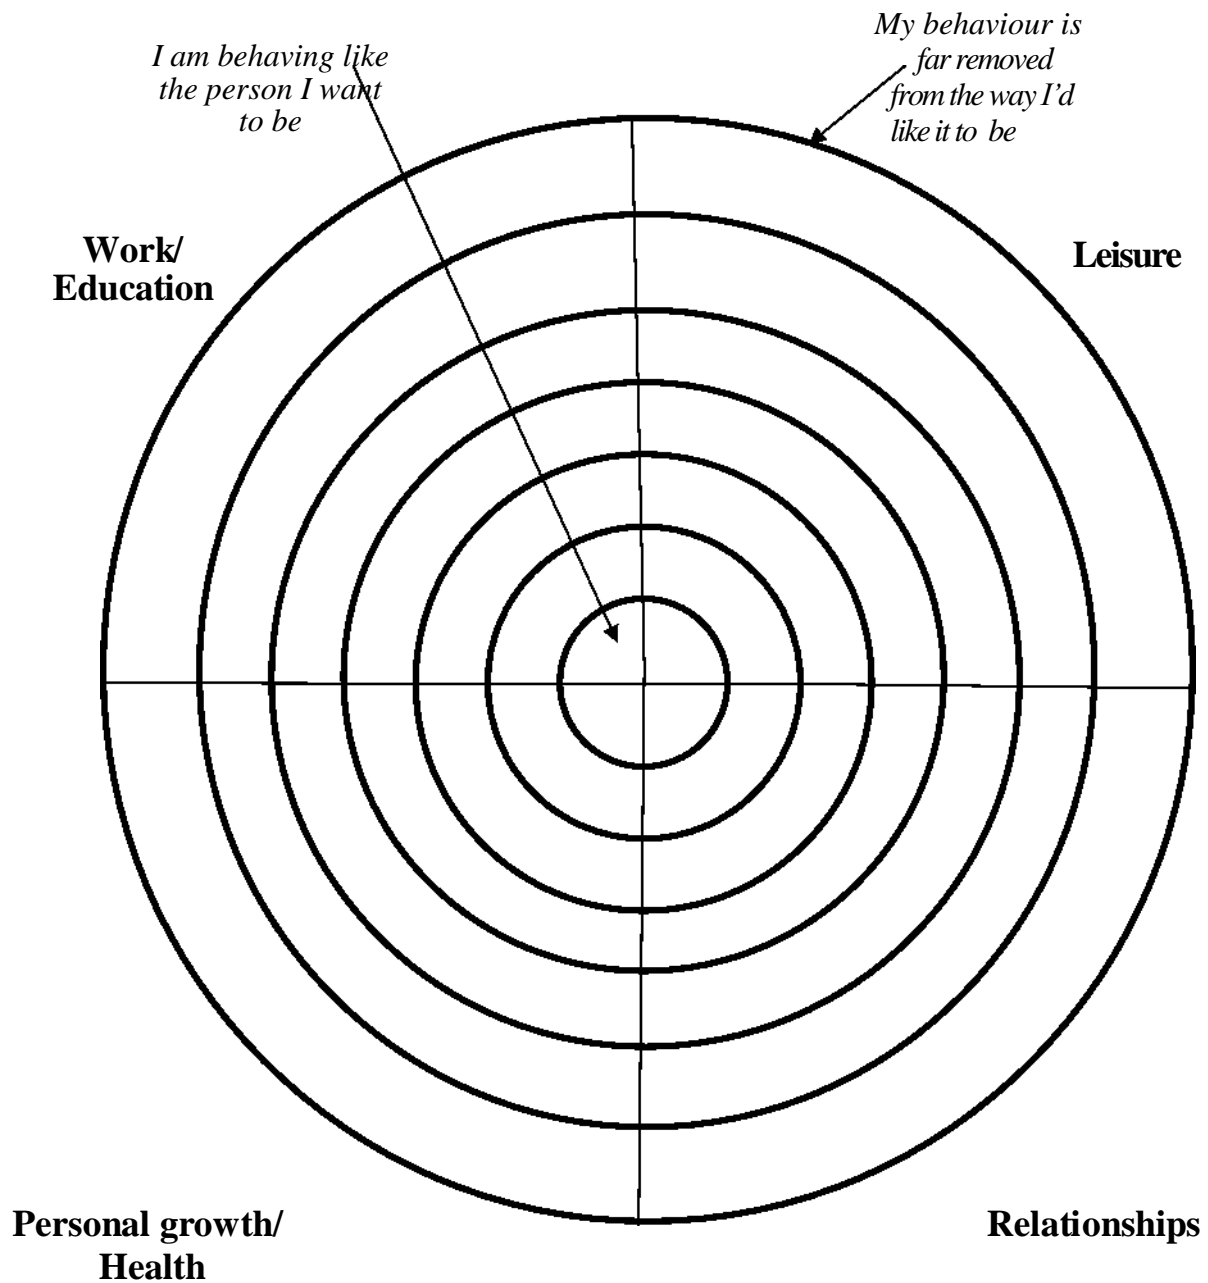 I am behaving like
the person I want
to be
My behaviour is
far removed
from the way I'd
like it to be
Work/
Education
Leisure
Personal growth/
Health
Relationships